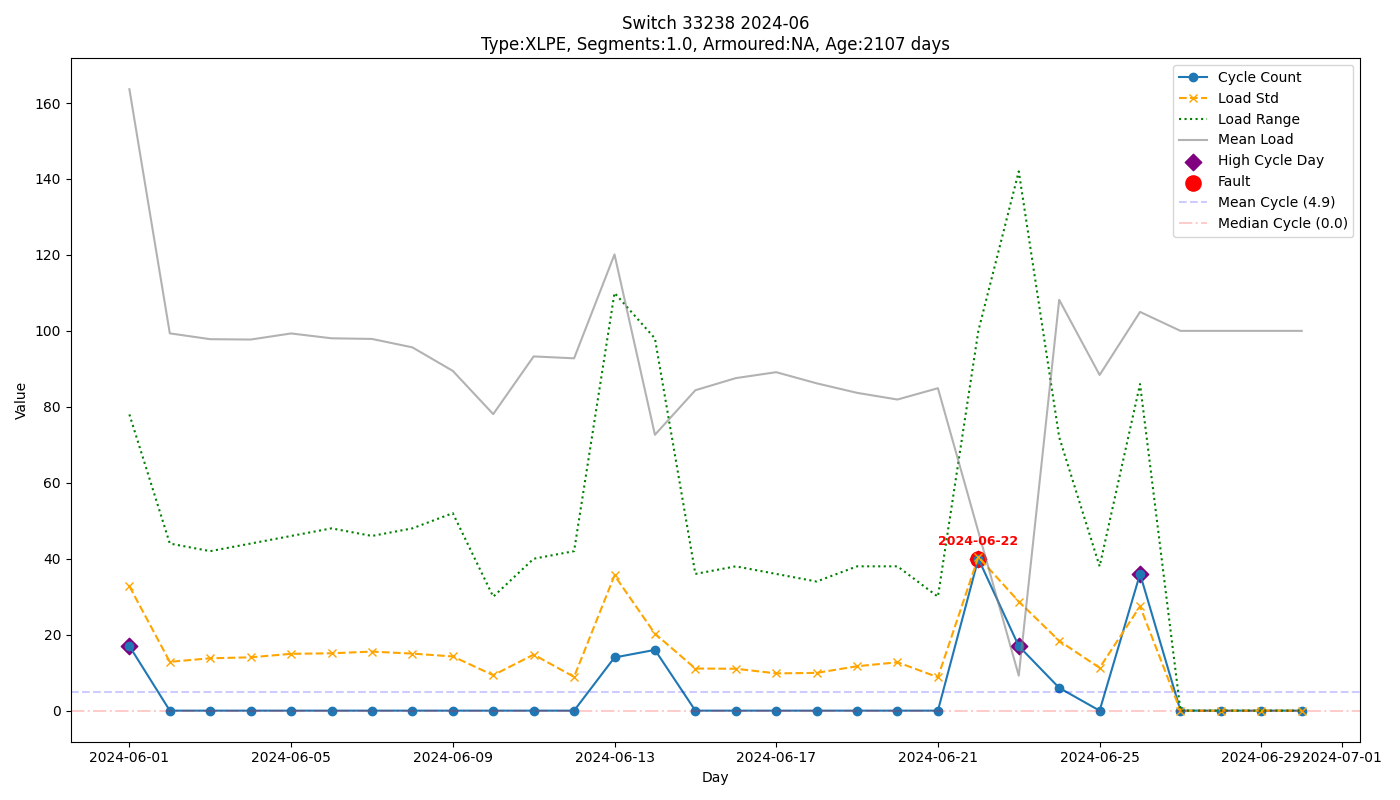 Switch 33238 2024-06
Type:XLPE, Segments:1.0, Armoured:NA, Age:2107 days
Cycle Count
Load Std
Load Range
Mean Load
High Cycle Day
Fault
Mean Cycle (4.9)
Median Cycle (0.0)
160
140
120
100
80
60
40
20
0
Value
2024-06-22
2024-06-01
2024-06-05
2024-06-09
2024-06-13
2024-06-17
2024-06-21
2024-06-25
2024-06-29
2024-07-01
Day